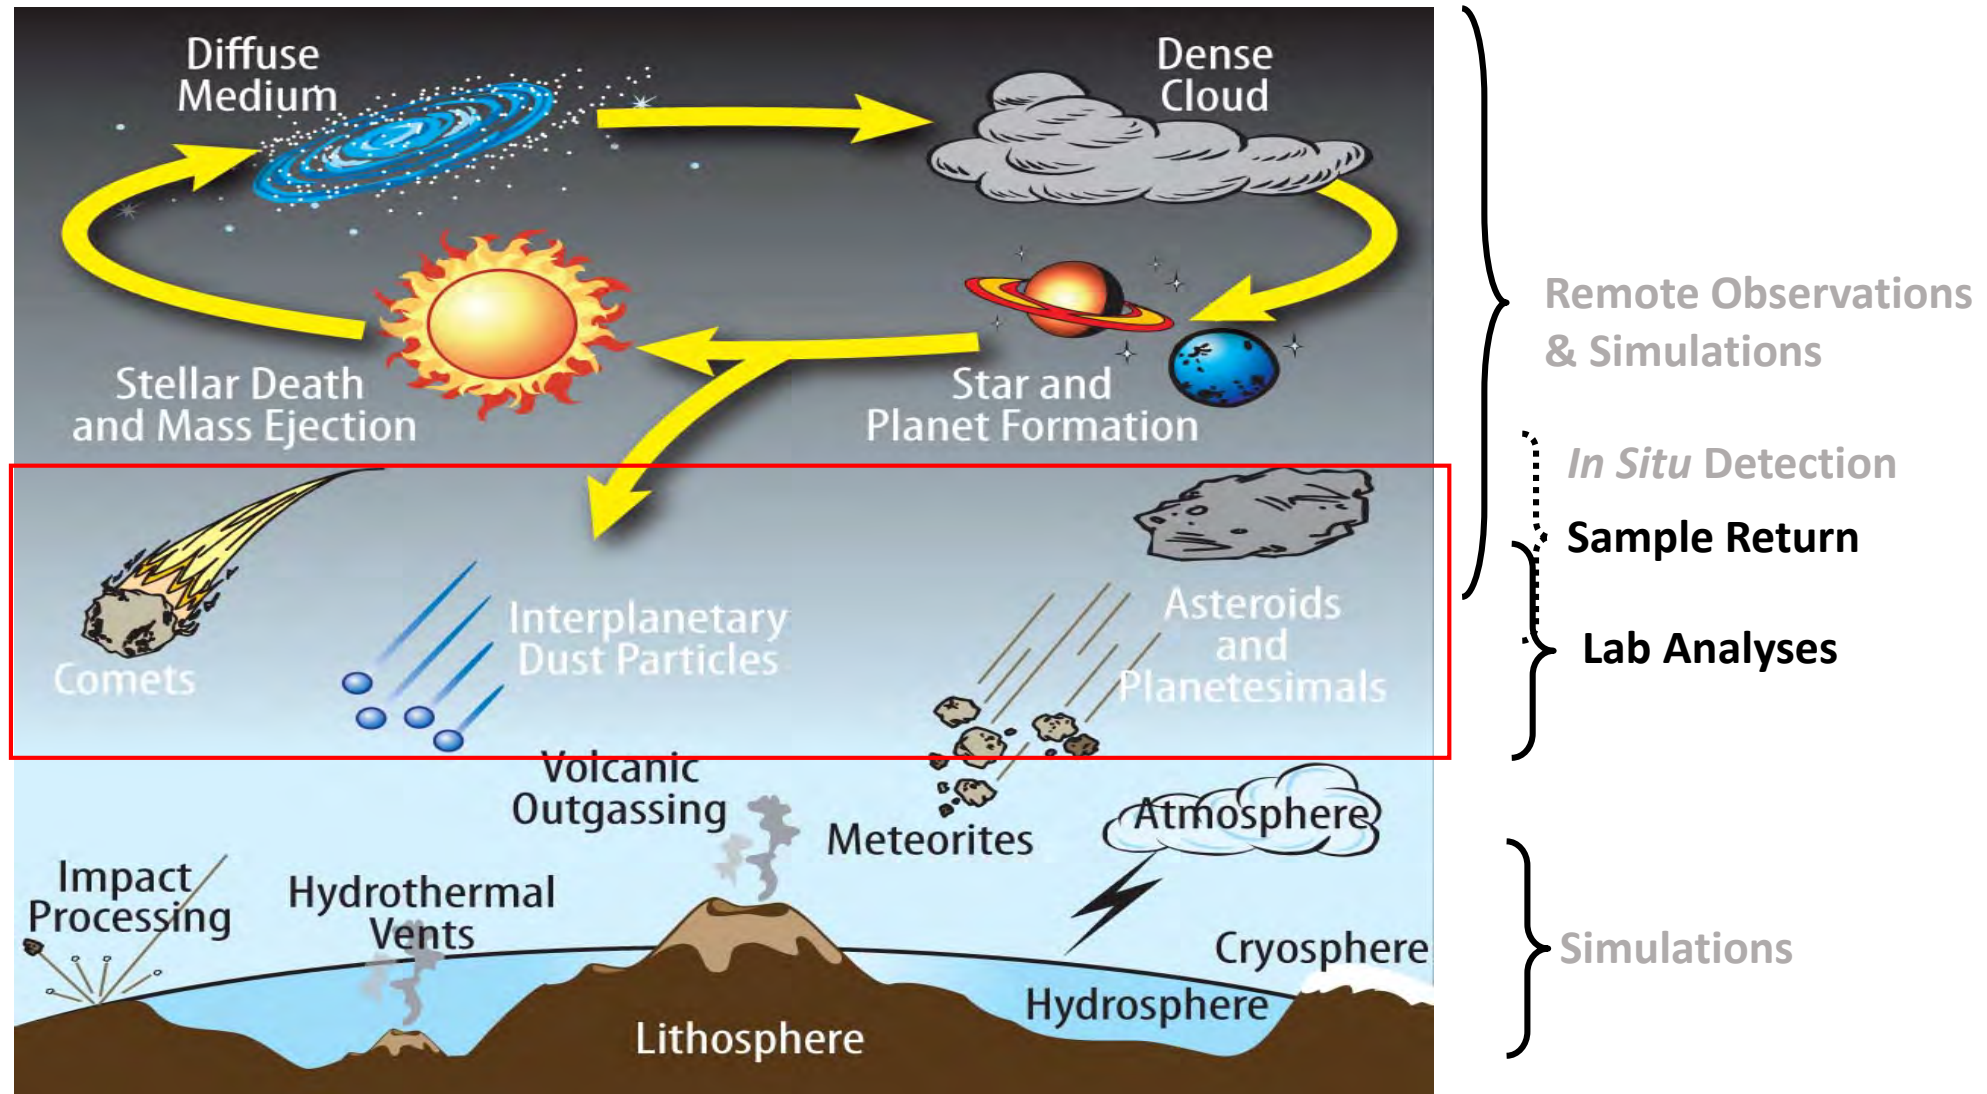 Diffuse
Medium
Dense
Cloud
Remote Observations
& Simulations
Stellar Death
and Mass Ejection
Star and
Planet Formation
In Situ Detection
Sample Return
Interplanetary
Dust Particles
Asteroids
and
Planetesimals
Comets
Lab Analyses
Volcanic
Outgassing
Meteorites
Atmosphere
Impact
Processing
Hydrothermal
Vents
Cryosphere
Simulations
Hydrosphere
Lithosphere